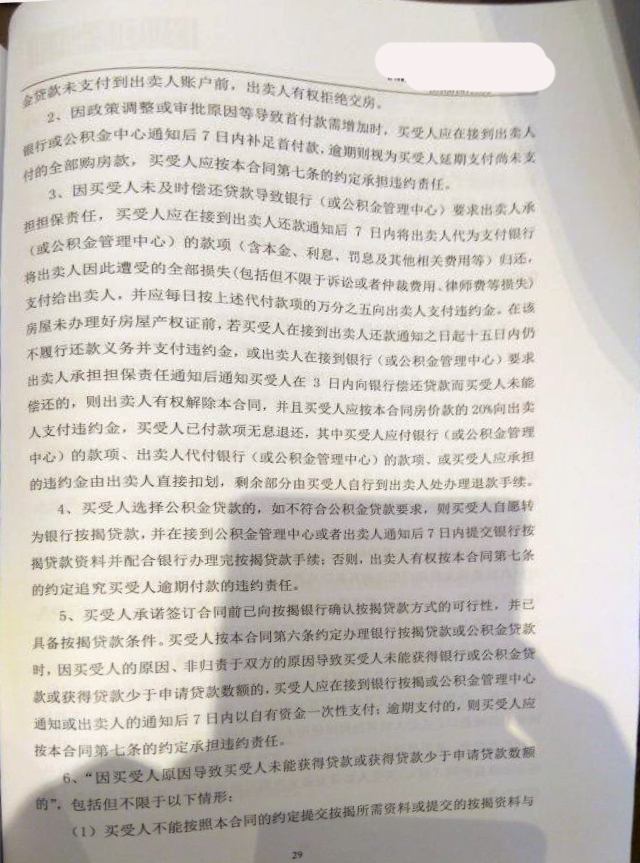 金贷款未支付到出卖人账户前，出卖人有权拒绝交房。
2、因政策调整或审批原因等导致首付款需增加时，买受人应在接到出卖人
银行或公积金中心通知后7日内补足首付款，逾期则视为买受人延期支付尚未支
付的全部购房款，买受人应按本合同第七条的约定承担违约责任。
3、因买受人未及时偿还贷款导致银行（或公积金管理中心）要求出卖人承
担担保责任，买受人应在接到出卖人还款通知后 7 日内将出卖人代为支付银行
（或公积金管理中心）的款项（含本金、利息、罚息及其他相关费用等）归还，
将出卖人因此遭受的全部损失(包括但不限于诉讼或者仲裁费用、律师费等损失)
支付给出卖人，并应每日按上述代付款项的万分之五向出卖人支付违约金。在该
房屋未办理好房屋产权证前，若买受人在接到出卖人还款通知之日起十五日内仍
不履行还款义务并支付违约金，或出卖人在接到银行（或公积金管理中心）要求
出卖人承担担保责任通知后通知买受人在 3 日内向银行偿还贷款而买受人未能
偿还的，则出卖人有权解除本合同，并且买受人应按本合同房价款的20%向出卖
人支付违约金，买受人已付款项无息退还，其中买受人应付银行（或公积金管理
中心）的款项、出卖人代付银行（或公积金管理中心）的款项、或买受人应承担
的违约金由出卖人直接扣划，剩余部分由买受人自行到出卖人处办理退款手续。
4、买受人选择公积金贷款的，如不符合公积金贷款要求，则买受人自愿转
为银行按揭贷款，并在接到公积金管理中心或者出卖人通知后7日内提交银行按
揭贷款资料并配合银行办理完按揭贷款手续；否则，出卖人有权按本合同第七条
的约定追究买受人逾期付款的违约责任。
5、买受人承诺签订合同前已向按揭银行确认按揭贷款方式的可行性，并已
具备按揭贷款条件。买受人按本合同第六条约定办理银行按揭贷款或公积金贷款
时，因买受人的原因、非归责于双方的原因导致买受人未能获得银行或公积金贷
款或获得贷款少于申请贷款数额的，买受人应在接到银行按揭或公积金管理中心
通知或出卖人的通知后7日内以自有资金一次性支付；逾期支付的，则买受人应
按本合同第七条的约定承担违约责任。
6、“因买受人原因导致买受人未能获得贷款或获得贷款少于申请贷款数额
的”，包括但不限于以下情形：
（1）买受人不能按照本合同的约定提交按揭所需资料或提交的按揭资料与
29